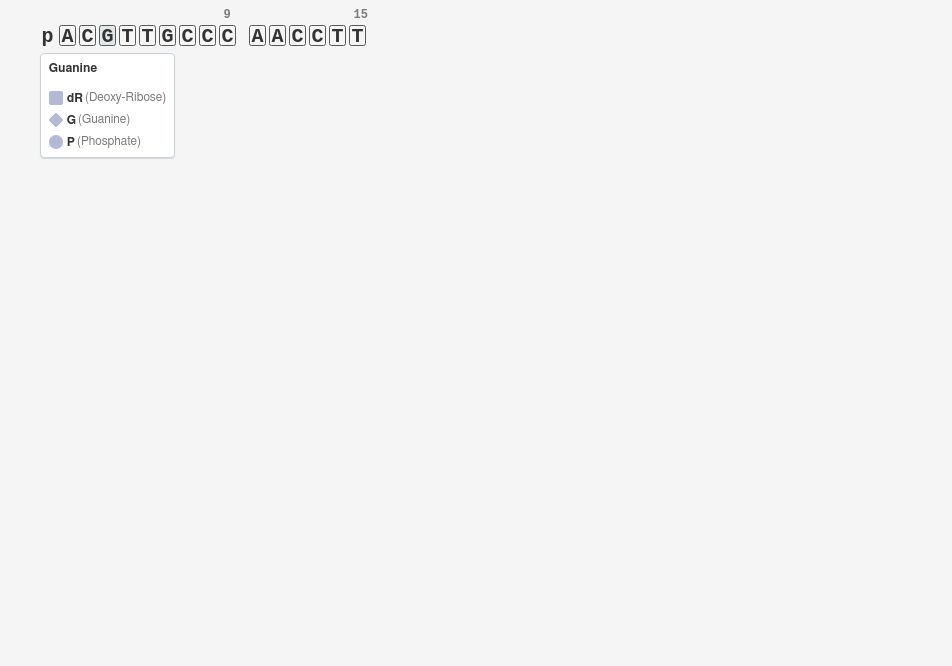 9 15
p A C G T T G C C C A A C C T T
Guanine
dR (Deoxy-Ribose)
G (Guanine)
P (Phosphate)